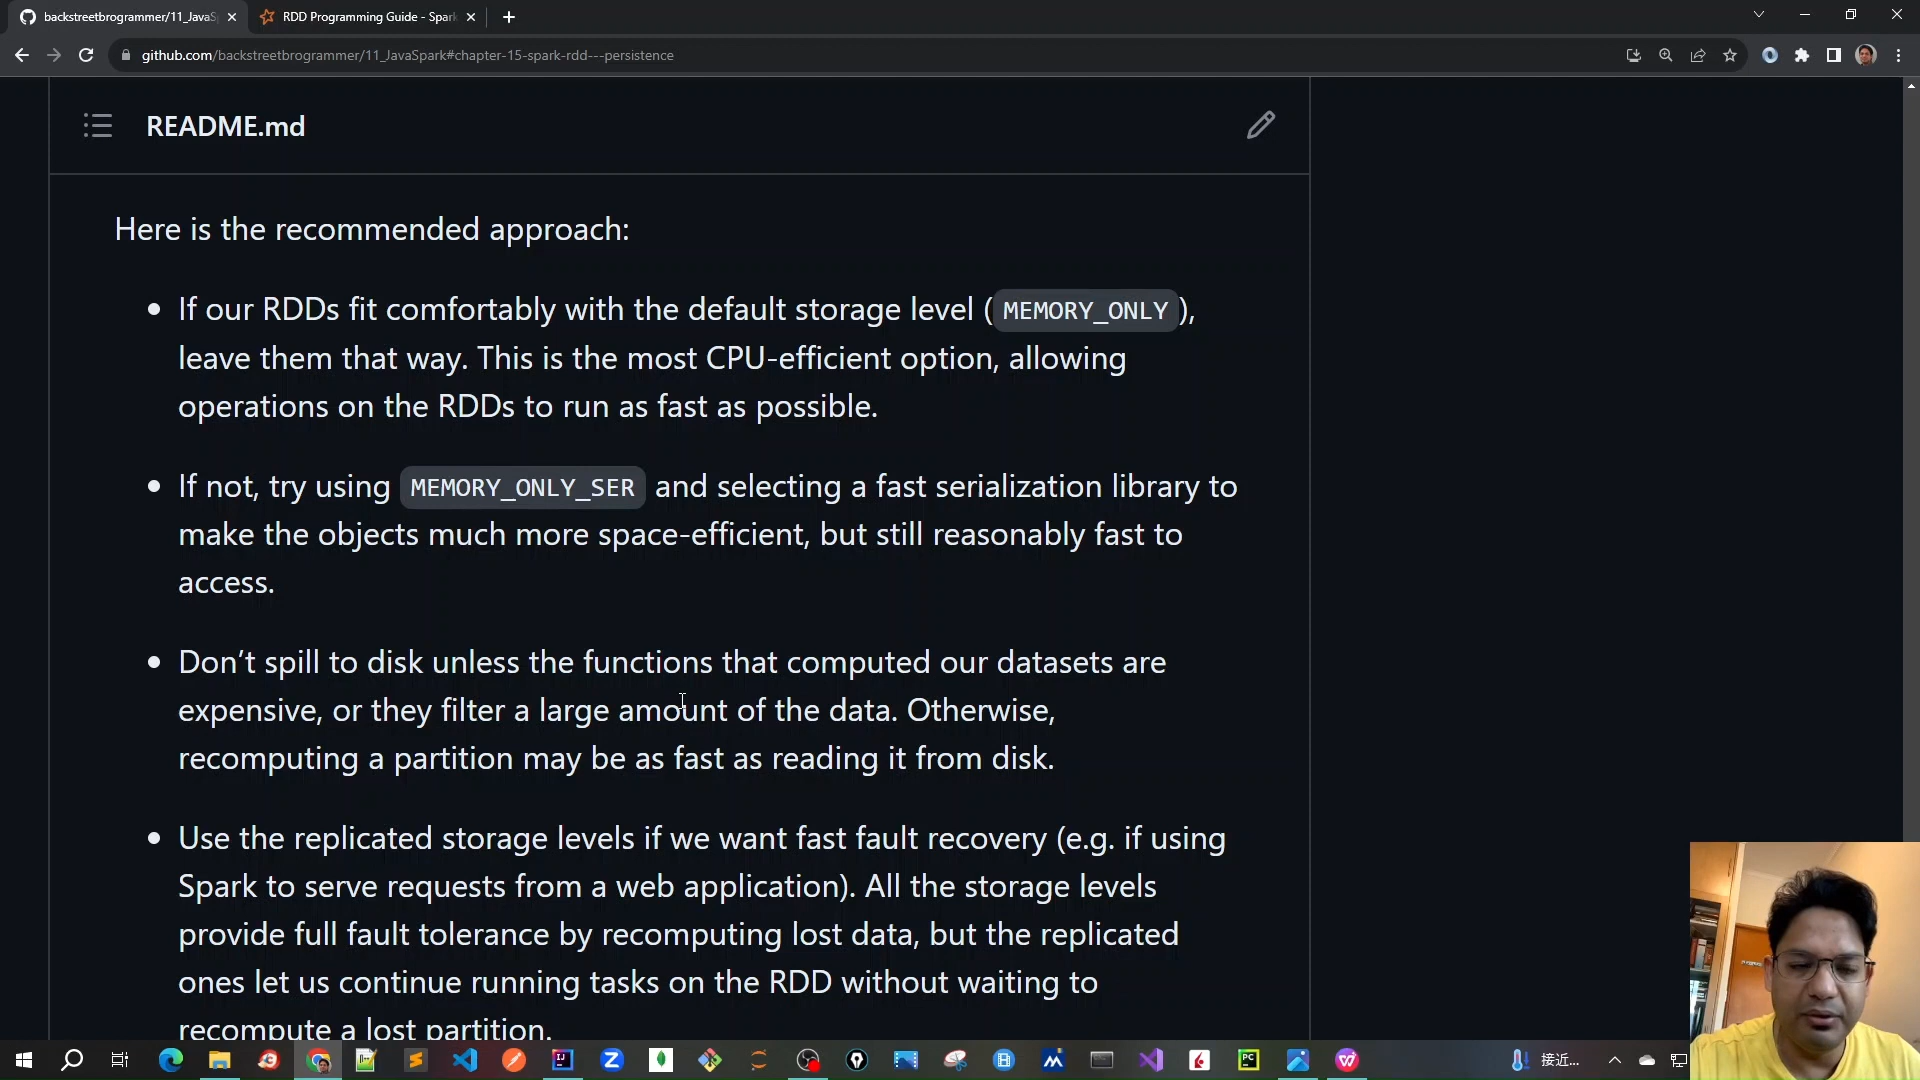 backstreetbrogrammer/11_JavaS
RDD Programming Guide - Spark
github.com/backstreetbrogrammer/11_JavaSpark#chapter-15-spark-rdd---persistence
README.md
Here is the recommended approach:
If our RDDs fit comfortably with the default storage level (MEMORY_ONLY),
leave them that way. This is the most CPU-efficient option, allowing
operations on the RDDs to run as fast as possible.
If not, try using MEMORY_ONLY_SER and selecting a fast serialization library to
make the objects much more space-efficient, but still reasonably fast to
access.
Don’t spill to disk unless the functions that computed our datasets are
expensive, or they filter a large amount of the data. Otherwise,
recomputing a partition may be as fast as reading it from disk.
Use the replicated storage levels if we want fast fault recovery (e.g. if using
Spark to serve requests from a web application). All the storage levels
provide full fault tolerance by recomputing lost data, but the replicated
ones let us continue running tasks on the RDD without waiting to
recompute a lost partition.
接近...